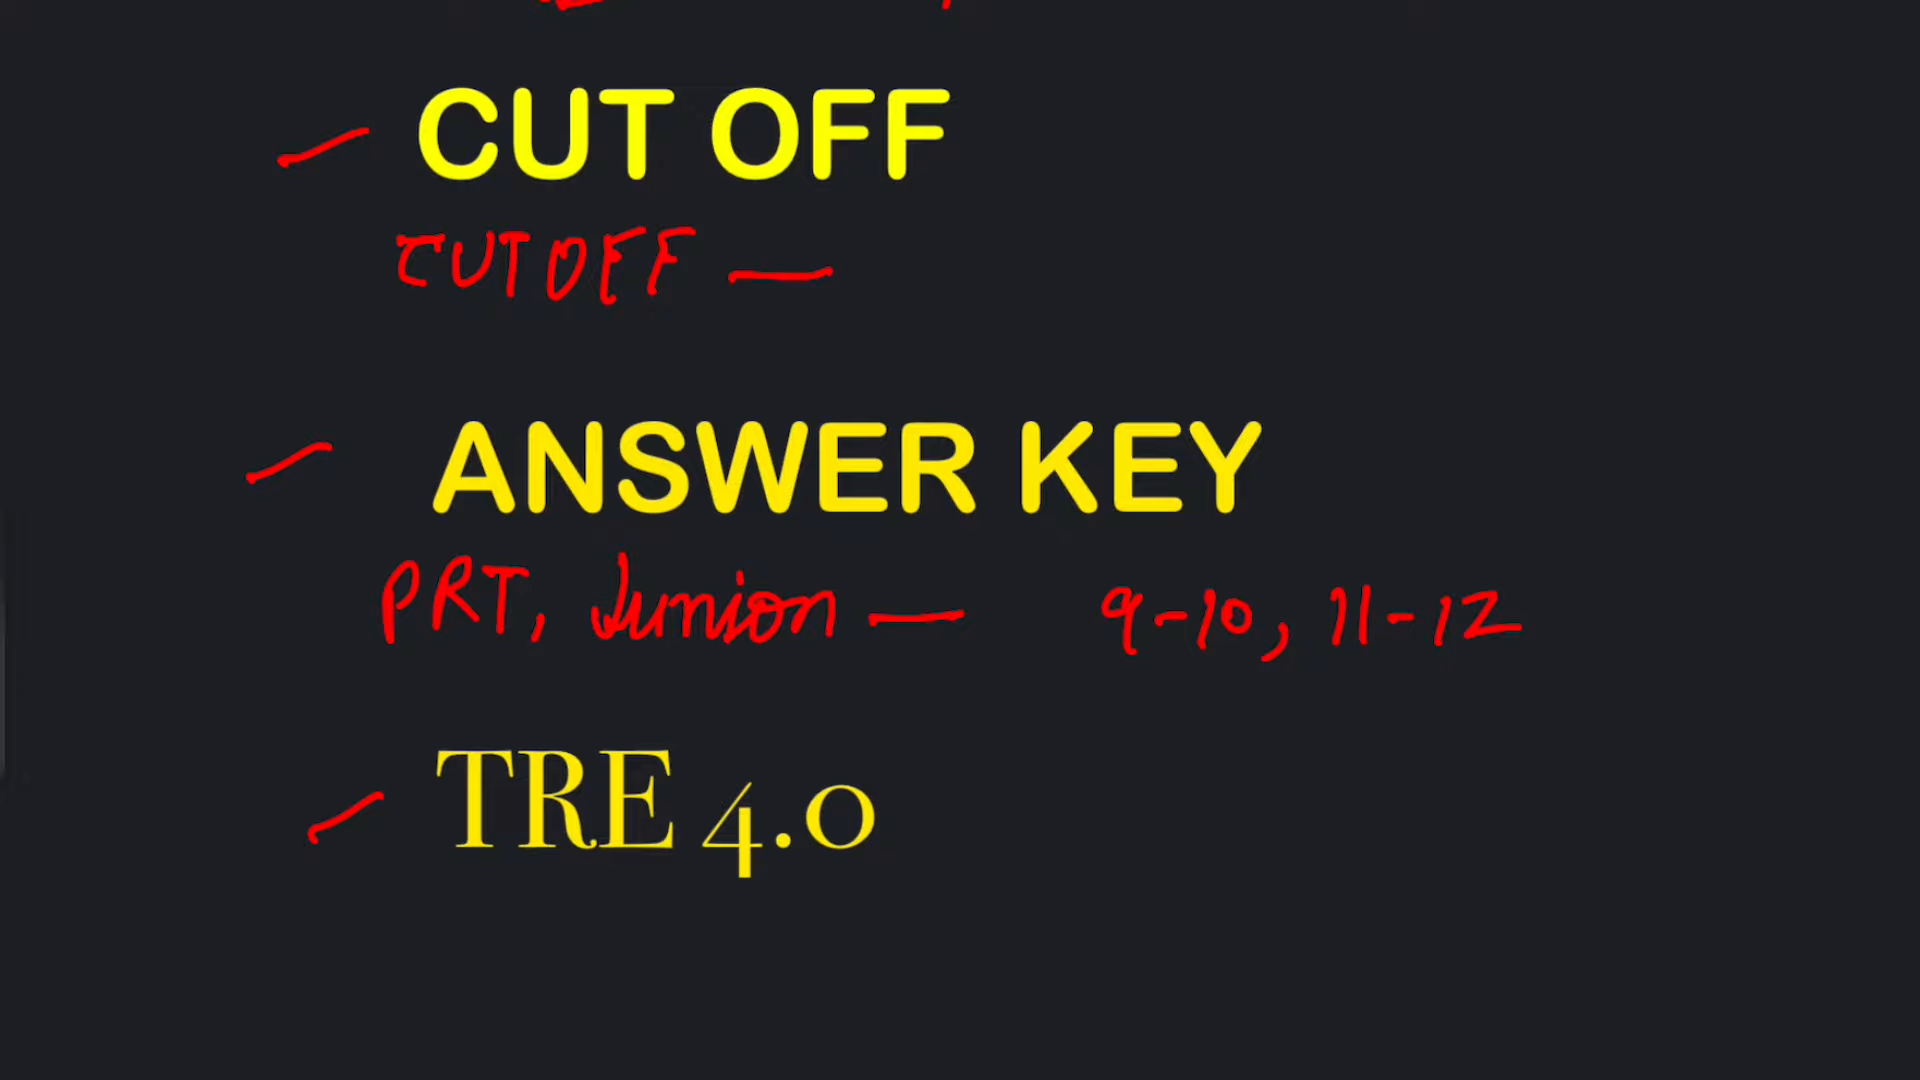 CUT OFF
CUTOFF —
ANSWER KEY
PRT, Junior — 9-10, 11-12
TRE 4.0